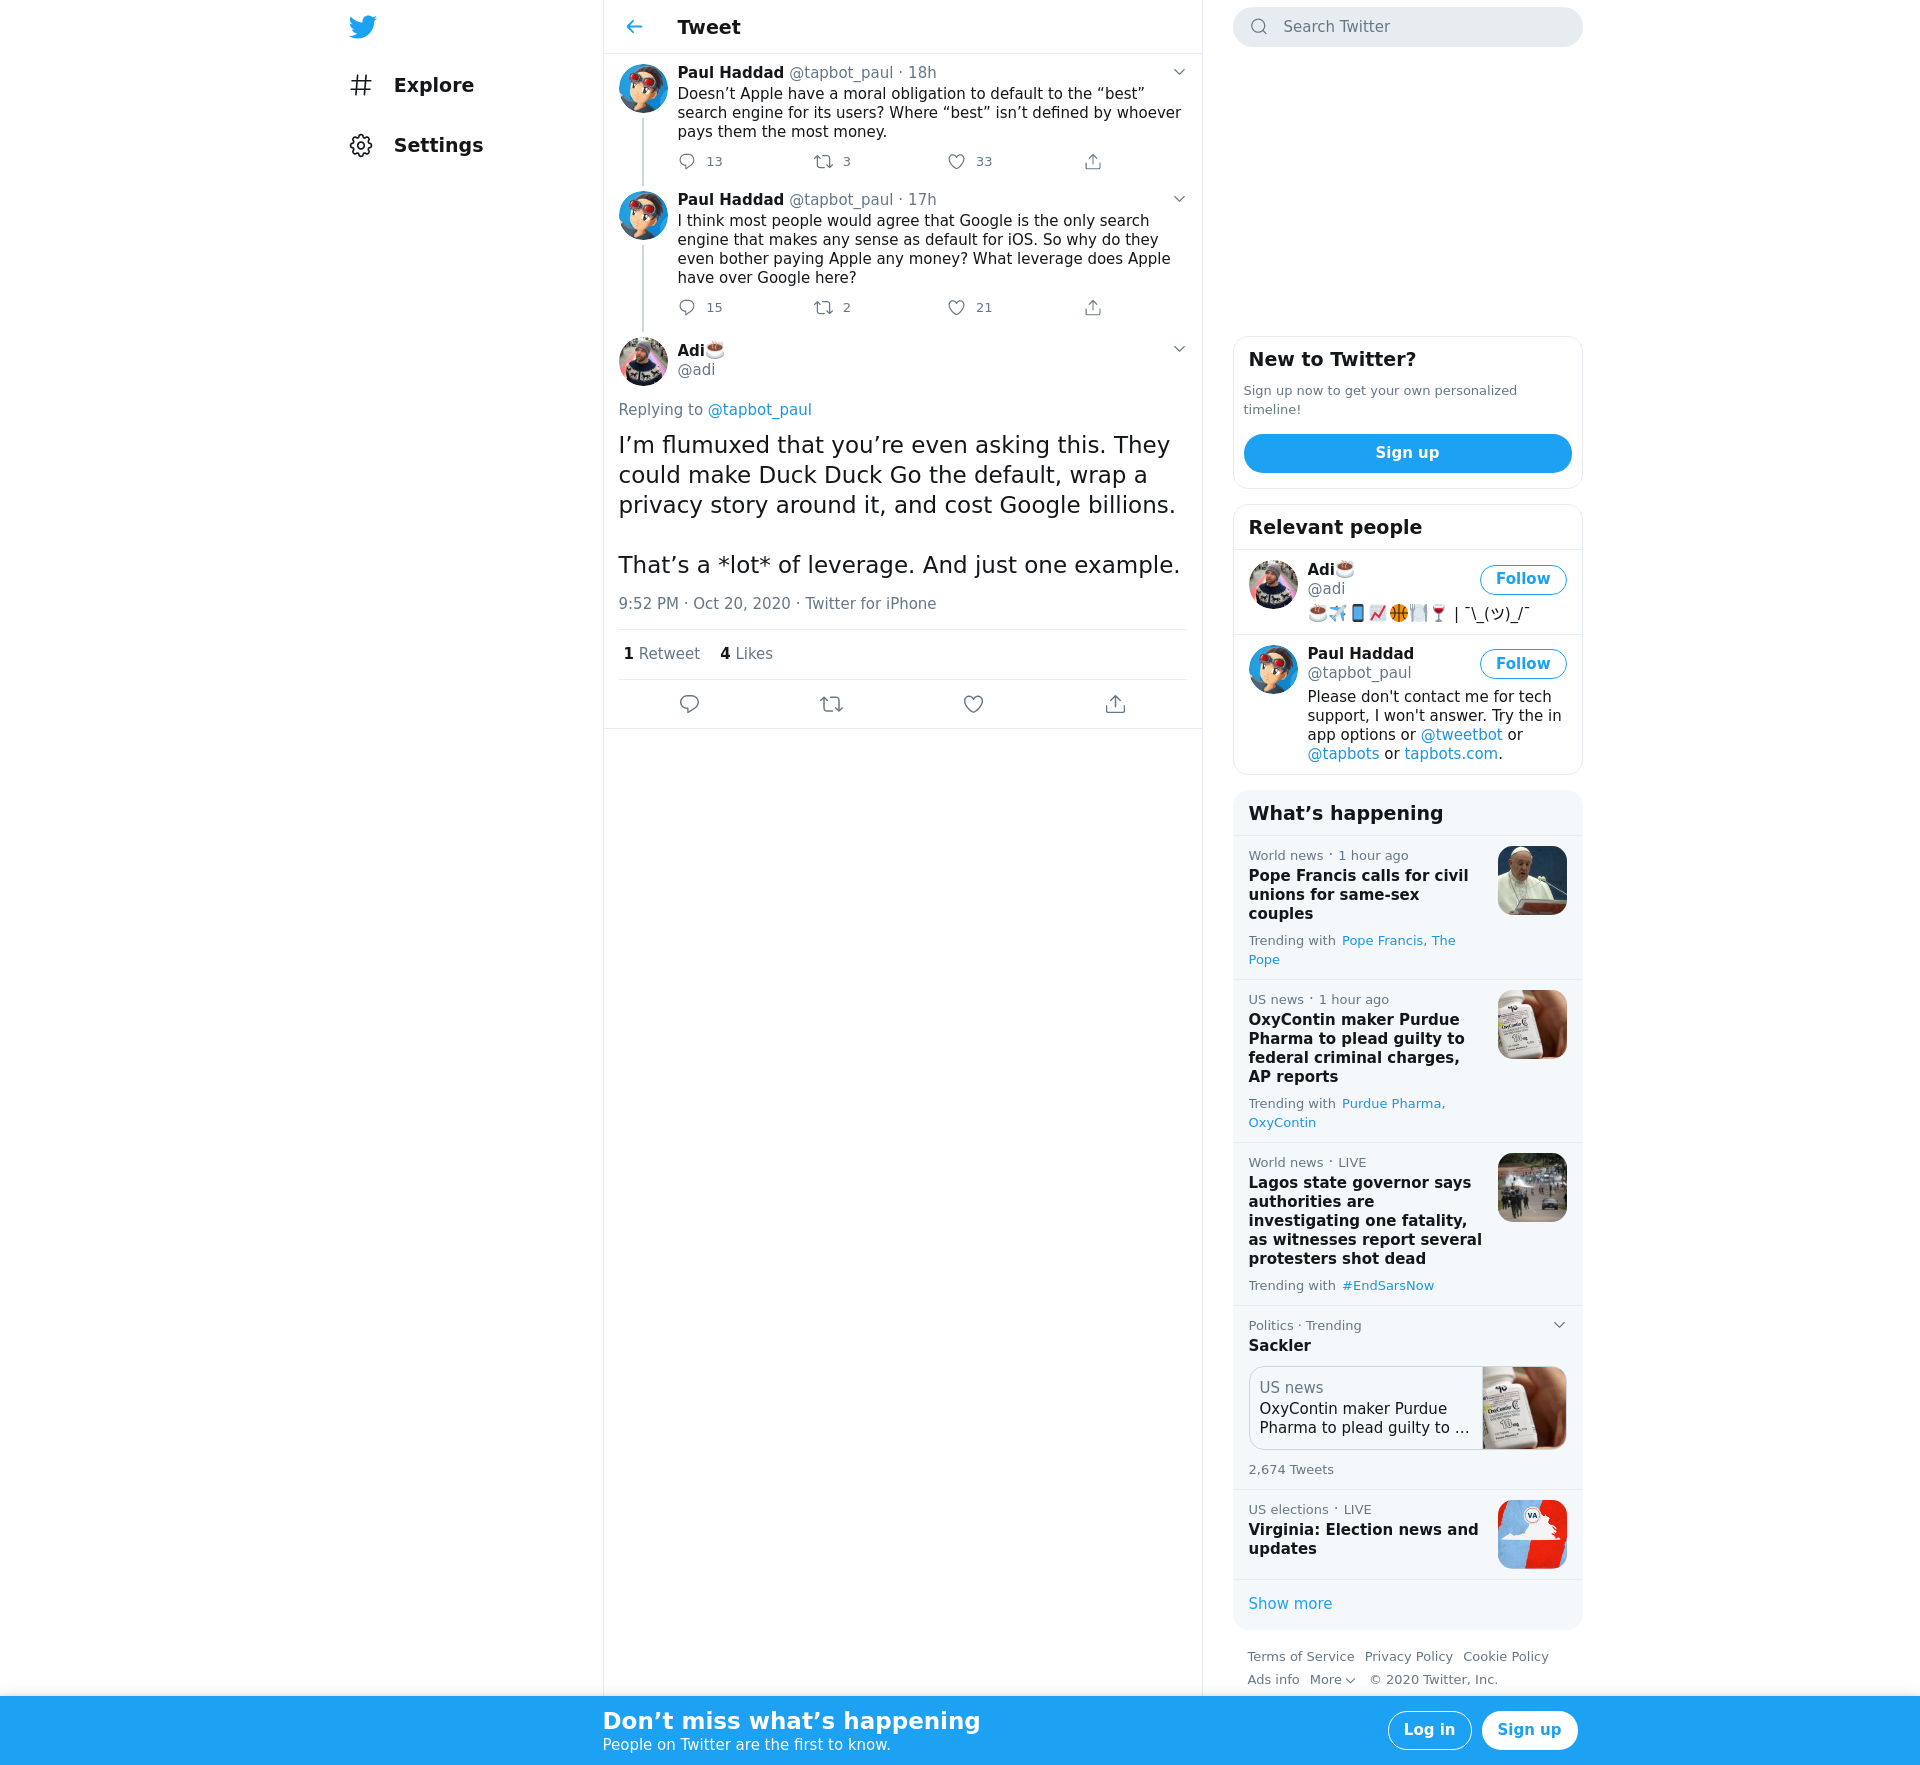 Explore
Settings
Tweet
Paul Haddad @tapbot_paul · 18h
Doesn’t Apple have a moral obligation to default to the “best”
search engine for its users? Where “best” isn’t defined by whoever
pays them the most money.
13 3 33
Paul Haddad @tapbot_paul · 17h
I think most people would agree that Google is the only search
engine that makes any sense as default for iOS. So why do they
even bother paying Apple any money? What leverage does Apple
have over Google here?
15 2 21
Adi☕
@adi
Replying to @tapbot_paul
I’m flumuxed that you’re even asking this. They
could make Duck Duck Go the default, wrap a
privacy story around it, and cost Google billions.
That’s a *lot* of leverage. And just one example.
9:52 PM · Oct 20, 2020 · Twitter for iPhone
1 Retweet 4 Likes
Search Twitter
New to Twitter?
Sign up now to get your own personalized
timeline!
Sign up
Relevant people
Adi☕
@adi
Follow
☕✈️📱📈🏀🍽️🍷 | ¯\_(ツ)_/¯
Paul Haddad
@tapbot_paul
Follow
Please don't contact me for tech
support, I won't answer. Try the in
app options or @tweetbot or
@tapbots or tapbots.com.
What’s happening
World news · 1 hour ago
Pope Francis calls for civil
unions for same-sex
couples
Trending with Pope Francis, The
Pope
US news · 1 hour ago
OxyContin maker Purdue
Pharma to plead guilty to
federal criminal charges,
AP reports
Trending with Purdue Pharma,
OxyContin
World news · LIVE
Lagos state governor says
authorities are
investigating one fatality,
as witnesses report several
protesters shot dead
Trending with #EndSarsNow
Politics · Trending
Sackler
US news
OxyContin maker Purdue
Pharma to plead guilty to ...
OxyContin
10mg
2,674 Tweets
US elections · LIVE
Virginia: Election news and
updates
VA
Show more
Terms of Service Privacy Policy Cookie Policy
Ads info More © 2020 Twitter, Inc.
Don’t miss what’s happening
People on Twitter are the first to know.
Log in
Sign up